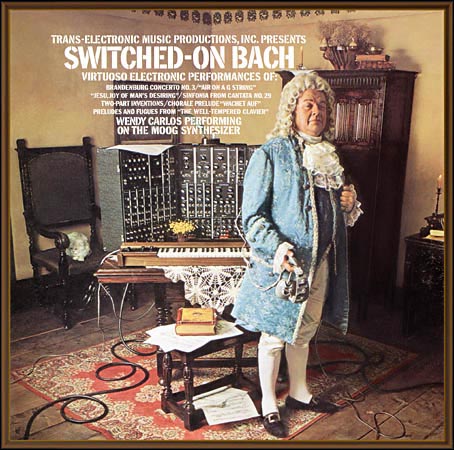 TRANS-ELECTRONIC MUSIC PRODUCTIONS, INC. PRESENTS
SWITCHED-ON BACH
VIRTUOSO ELECTRONIC PERFORMANCES OF:
BRANDENBURG CONCERTO NO. 3/"AIR ON A G STRING"
"JESU, JOY OF MAN'S DESIRING"/SINFONIA FROM CANTATA NO. 29
TWO-PART INVENTIONS/CHORALE PRELUDE "WACHET AUF"
PRELUDES AND FUGUES FROM "THE WELL-TEMPERED CLAVIER"
WENDY CARLOS PERFORMING
ON THE MOOG SYNTHESIZER